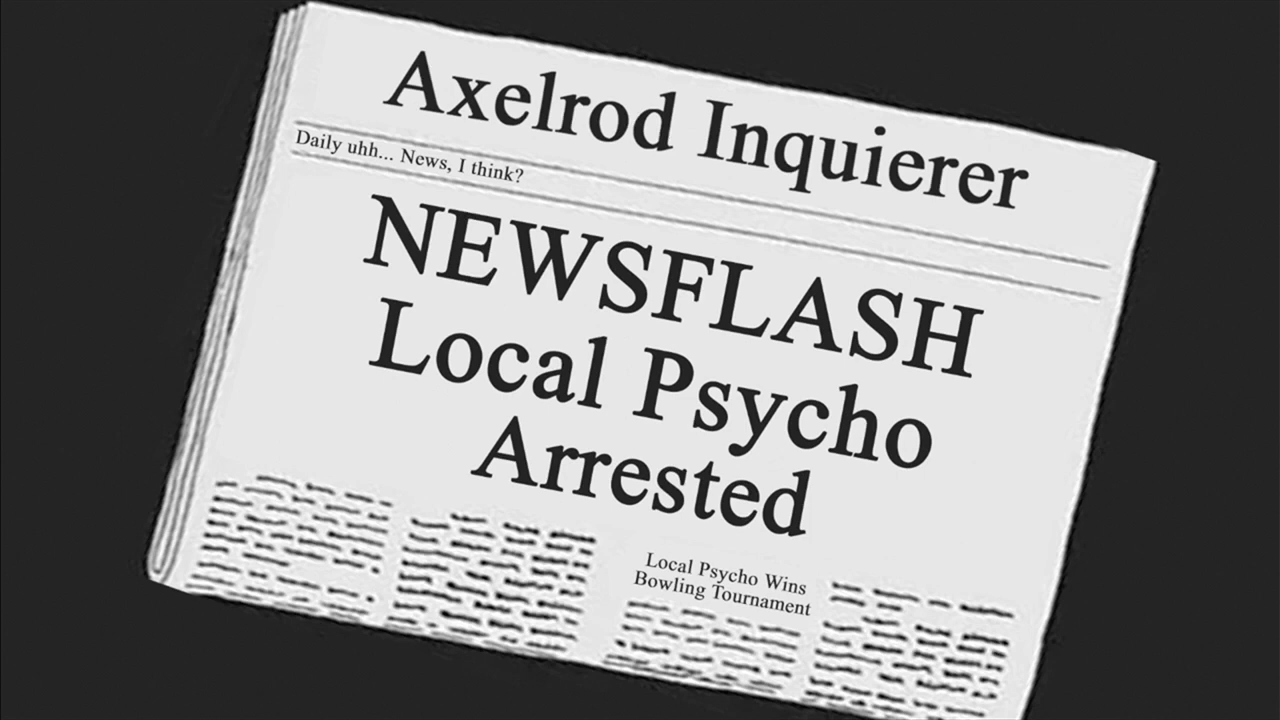 Axelrod Inquierer
Daily uhh... News, I think?
NEWSFLASH
Local Psycho
Arrested
Local Psycho Wins
Bowling Tournament